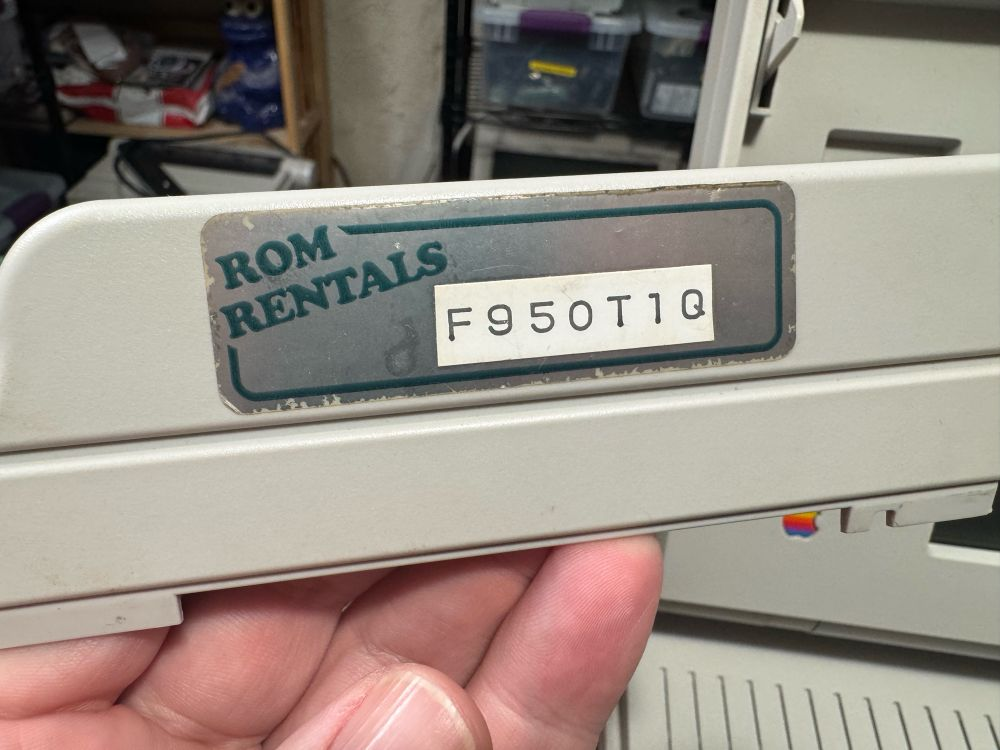 ROM
RENTALS
F950T1Q